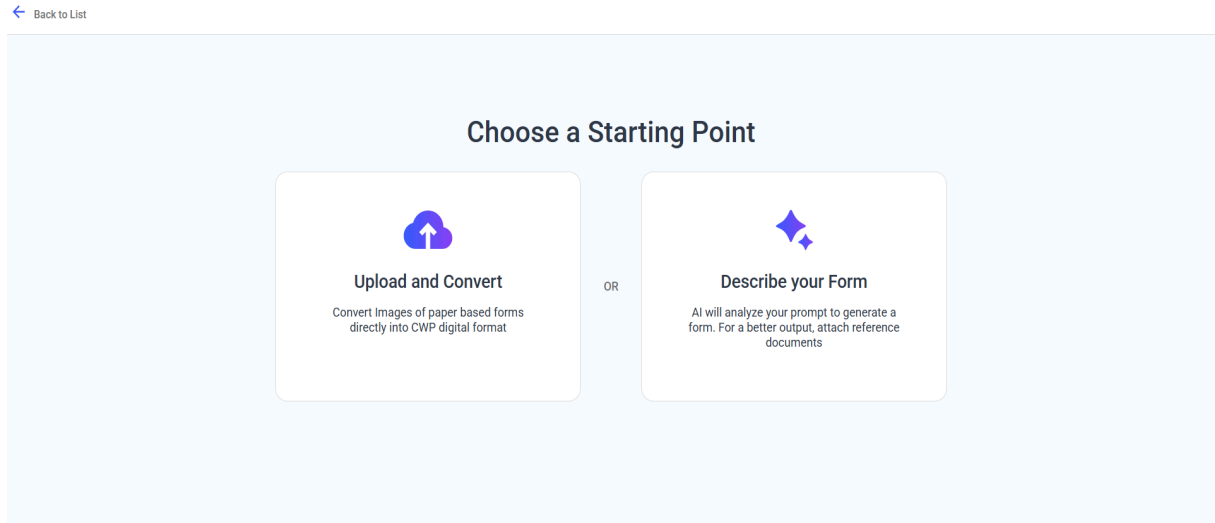 Back to List
Choose a Starting Point
Upload and Convert
Convert Images of paper based forms
directly into CWP digital format
OR
Describe your Form
AI will analyze your prompt to generate a
form. For a better output, attach reference
documents